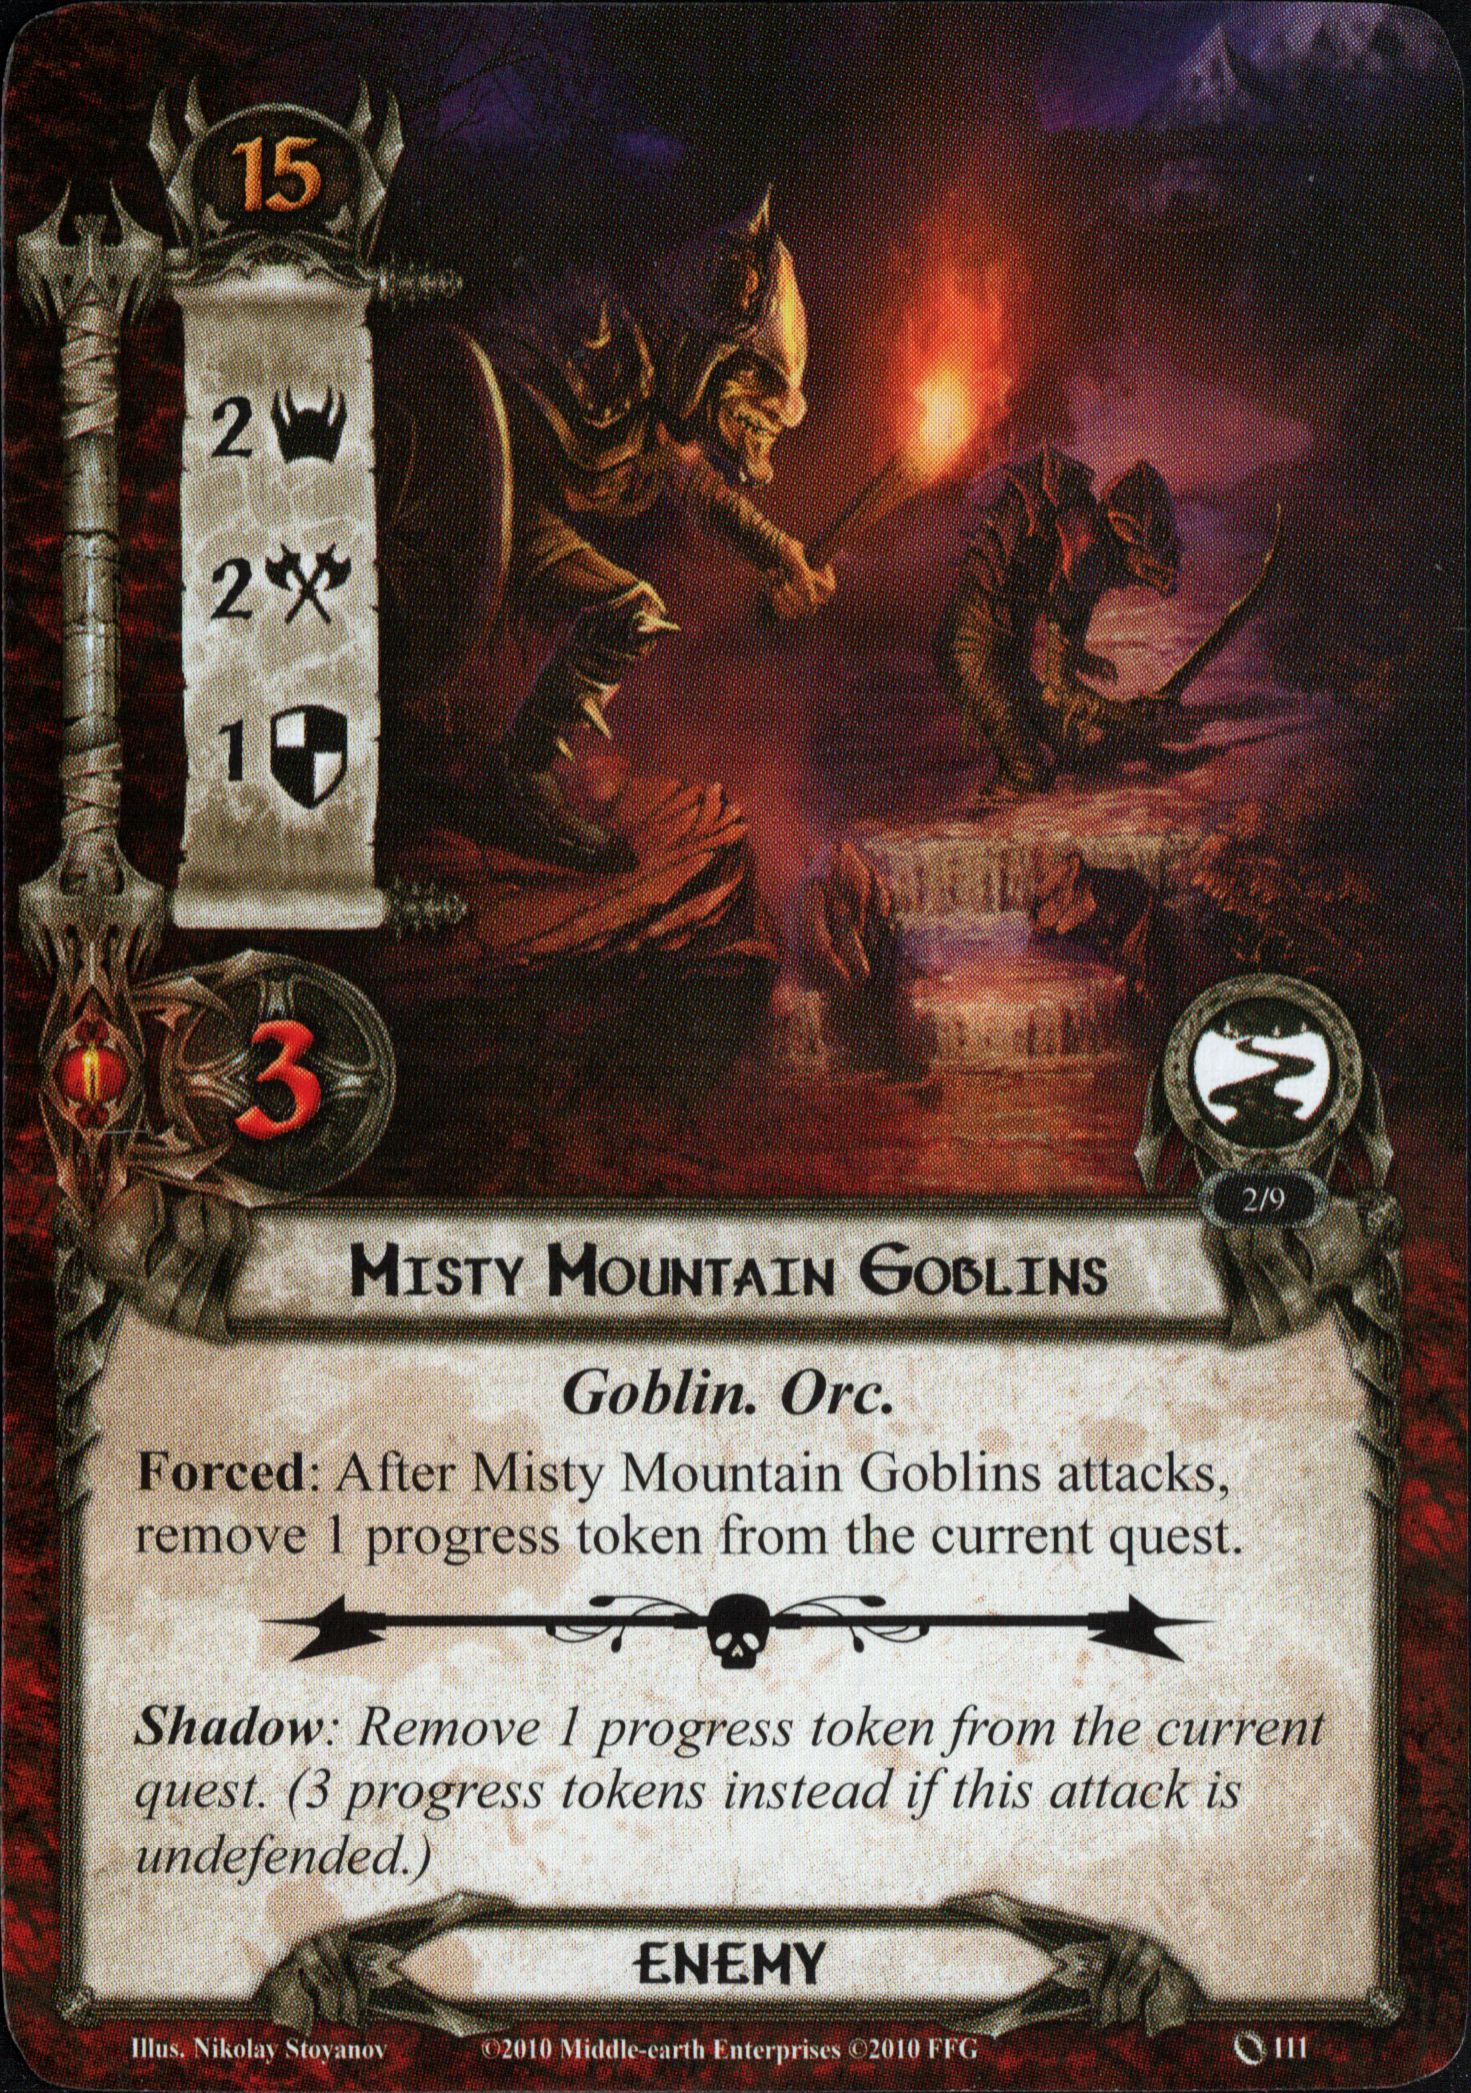 15
2
2
1
3
2/9
Misty Mountain Goblins
Goblin. Orc.
Forced: After Misty Mountain Goblins attacks,
remove 1 progress token from the current quest.
Shadow: Remove 1 progress token from the current
quest. (3 progress tokens instead if this attack is
undefended.)
ENEMY
Illus. Nikolay Stoyanov ©2010 Middle-earth Enterprises ©2010 FFG 111